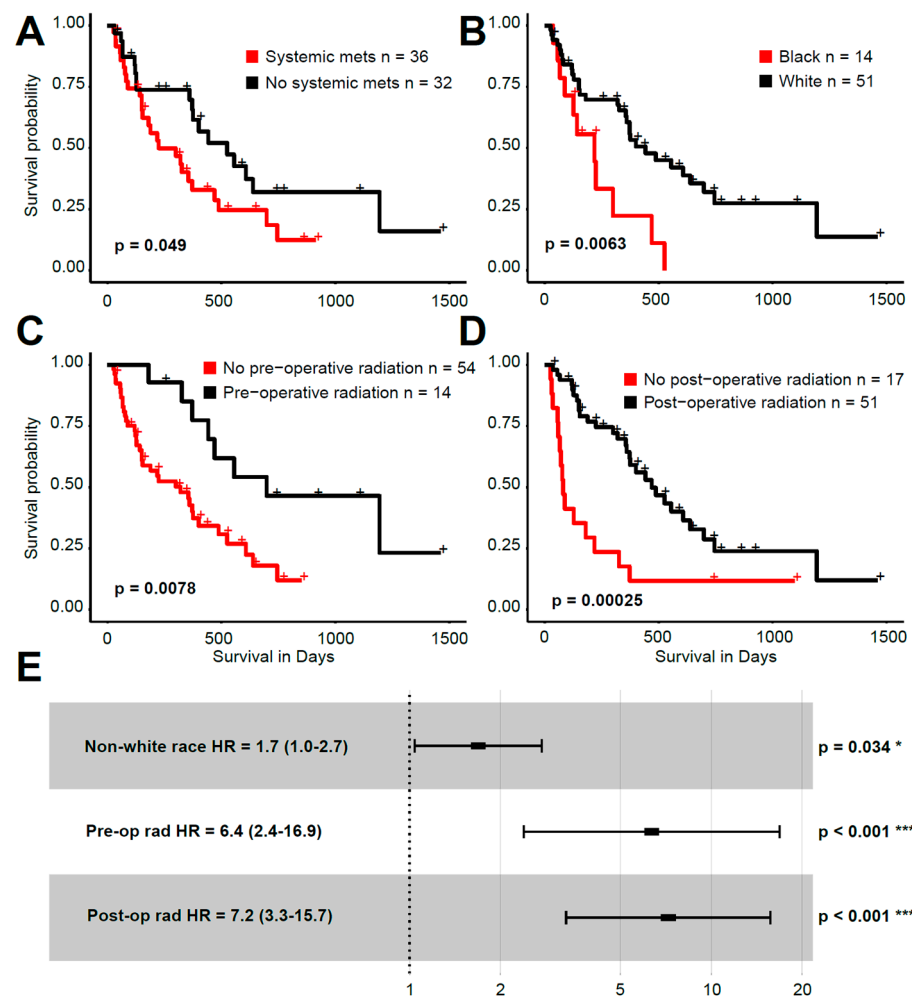 A
1.00
0.75
0.50
0.25
0.00
Survival probability
Systemic mets n = 36
No systemic mets n = 32
p = 0.049
0
500
1000
1500
B
1.00
0.75
0.50
0.25
0.00
Black n = 14
White n = 51
p = 0.0063
0
500
1000
1500
C
1.00
0.75
0.50
0.25
0.00
Survival probability
No pre−operative radiation n = 54
Pre−operative radiation n = 14
p = 0.0078
0
500
1000
1500
Survival in Days
D
1.00
0.75
0.50
0.25
0.00
No post−operative radiation n = 17
Post−operative radiation n = 51
p = 0.00025
0
500
1000
1500
Survival in Days
E
Non-white race HR = 1.7 (1.0-2.7)
p = 0.034 *
Pre-op rad HR = 6.4 (2.4-16.9)
p < 0.001 ***
Post-op rad HR = 7.2 (3.3-15.7)
p < 0.001 ***
1
2
5
10
20